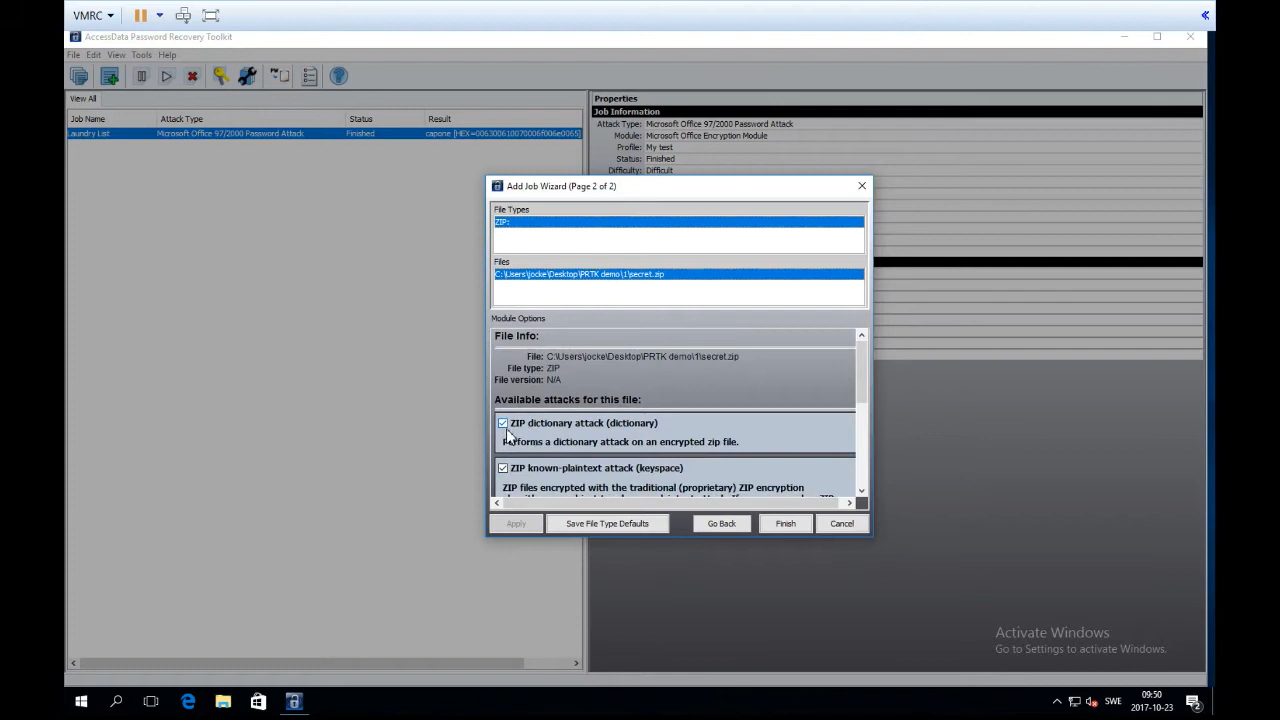 VMRC
AccessData Password Recovery Toolkit
File Edit View Tools Help
View All
Job Name Attack Type Status Result
Laundry List Microsoft Office 97/2000 Password Attack Finished capone [HEX=006300610070006f006e0065]
Properties
Job Information
Attack Type: Microsoft Office 97/2000 Password Attack
Module: Microsoft Office Encryption Module
Profile: My test
Status: Finished
Difficulty: Difficult
Add Job Wizard (Page 2 of 2)
File Types
ZIP:
Files
C:\Users\jocke\Desktop\PRTK demo\1\secret.zip
Module Options
File Info:
File: C:\Users\jocke\Desktop\PRTK demo\1\secret.zip
File type: ZIP
File version: N/A
Available attacks for this file:
ZIP dictionary attack (dictionary)
Performs a dictionary attack on an encrypted zip file.
ZIP known-plaintext attack (keyspace)
ZIP files encrypted with the traditional (proprietary) ZIP encryption
Apply Save File Type Defaults Go Back Finish Cancel
Activate Windows
Go to Settings to activate Windows.
SWE
09:50
2017-10-23
2